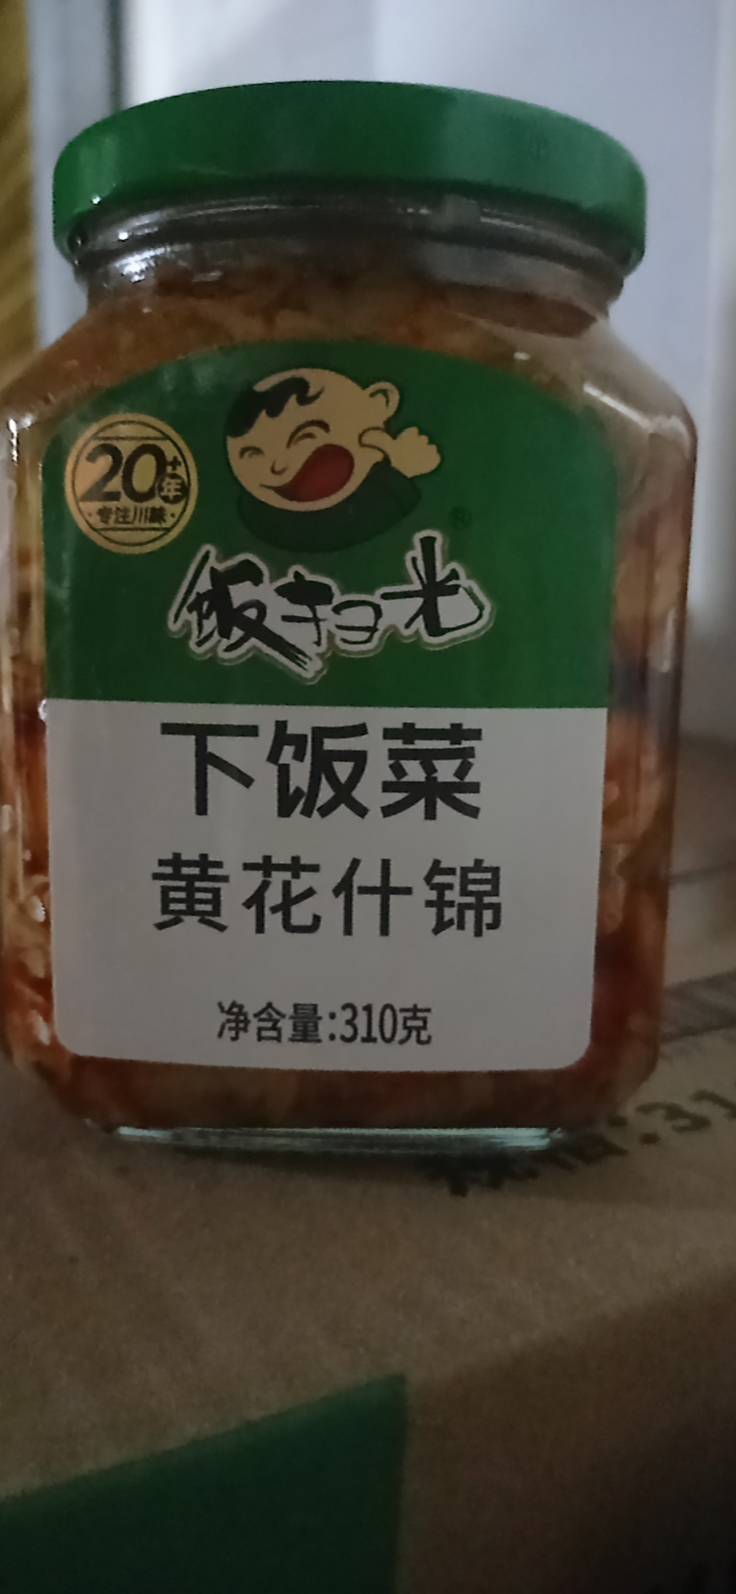 20+年
·专注川味·
®
饭扫光
下饭菜
黄花什锦
净含量:310克
:31